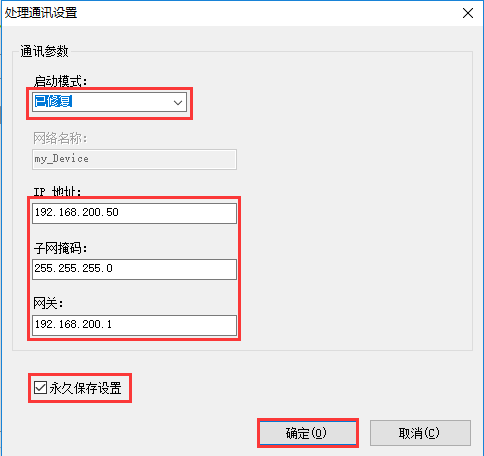 处理通讯设置
通讯参数
启动模式:
已修复
网络名称:
my_Device
IP 地址:
192.168.200.50
子网掩码:
255.255.255.0
网关:
192.168.200.1
永久保存设置
确定(O)
取消(C)